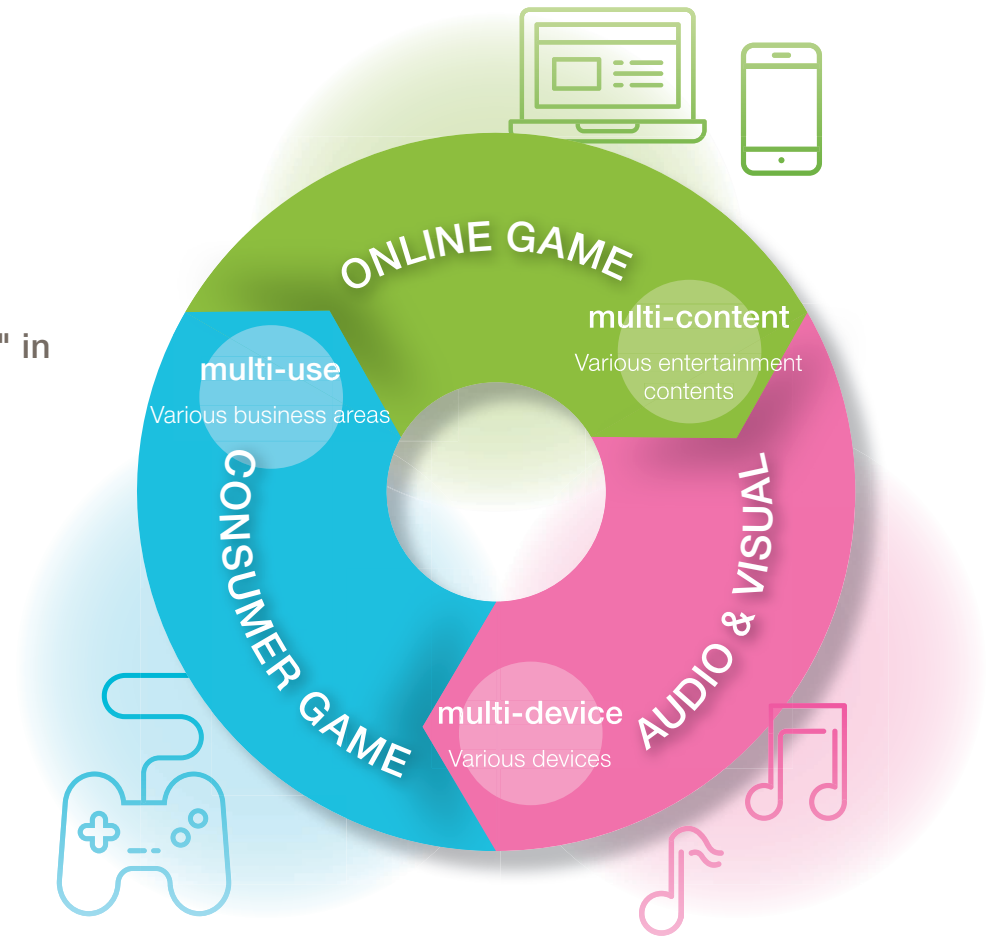 ONLINE GAME
multi-content
Various entertainment
contents
" in
multi-use
Various business areas
CONSUMER GAME
AUDIO & VISUAL
multi-device
Various devices